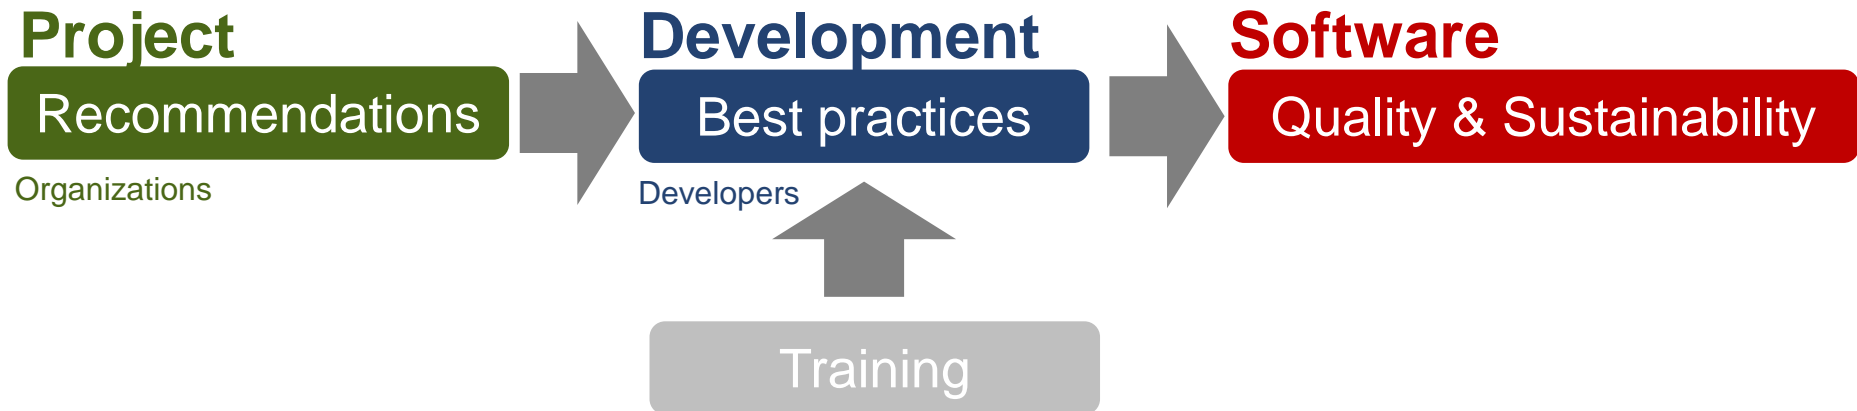 Project
Recommendations
Organizations
Development
Best practices
Developers
Software
Quality & Sustainability
Training